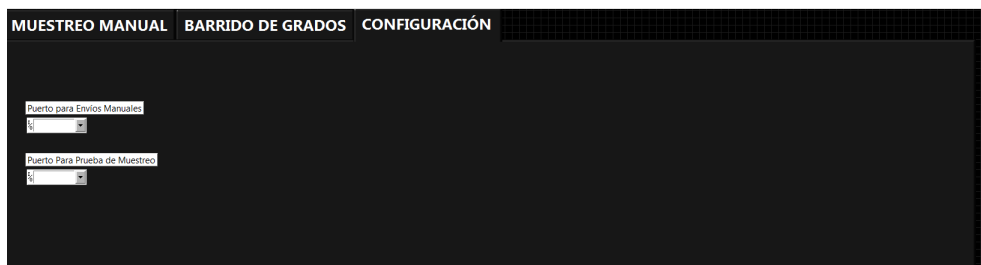 MUESTREO MANUAL BARRIDO DE GRADOS CONFIGURACIÓN
Puerto para Envíos Manuales
Puerto Para Prueba de Muestreo